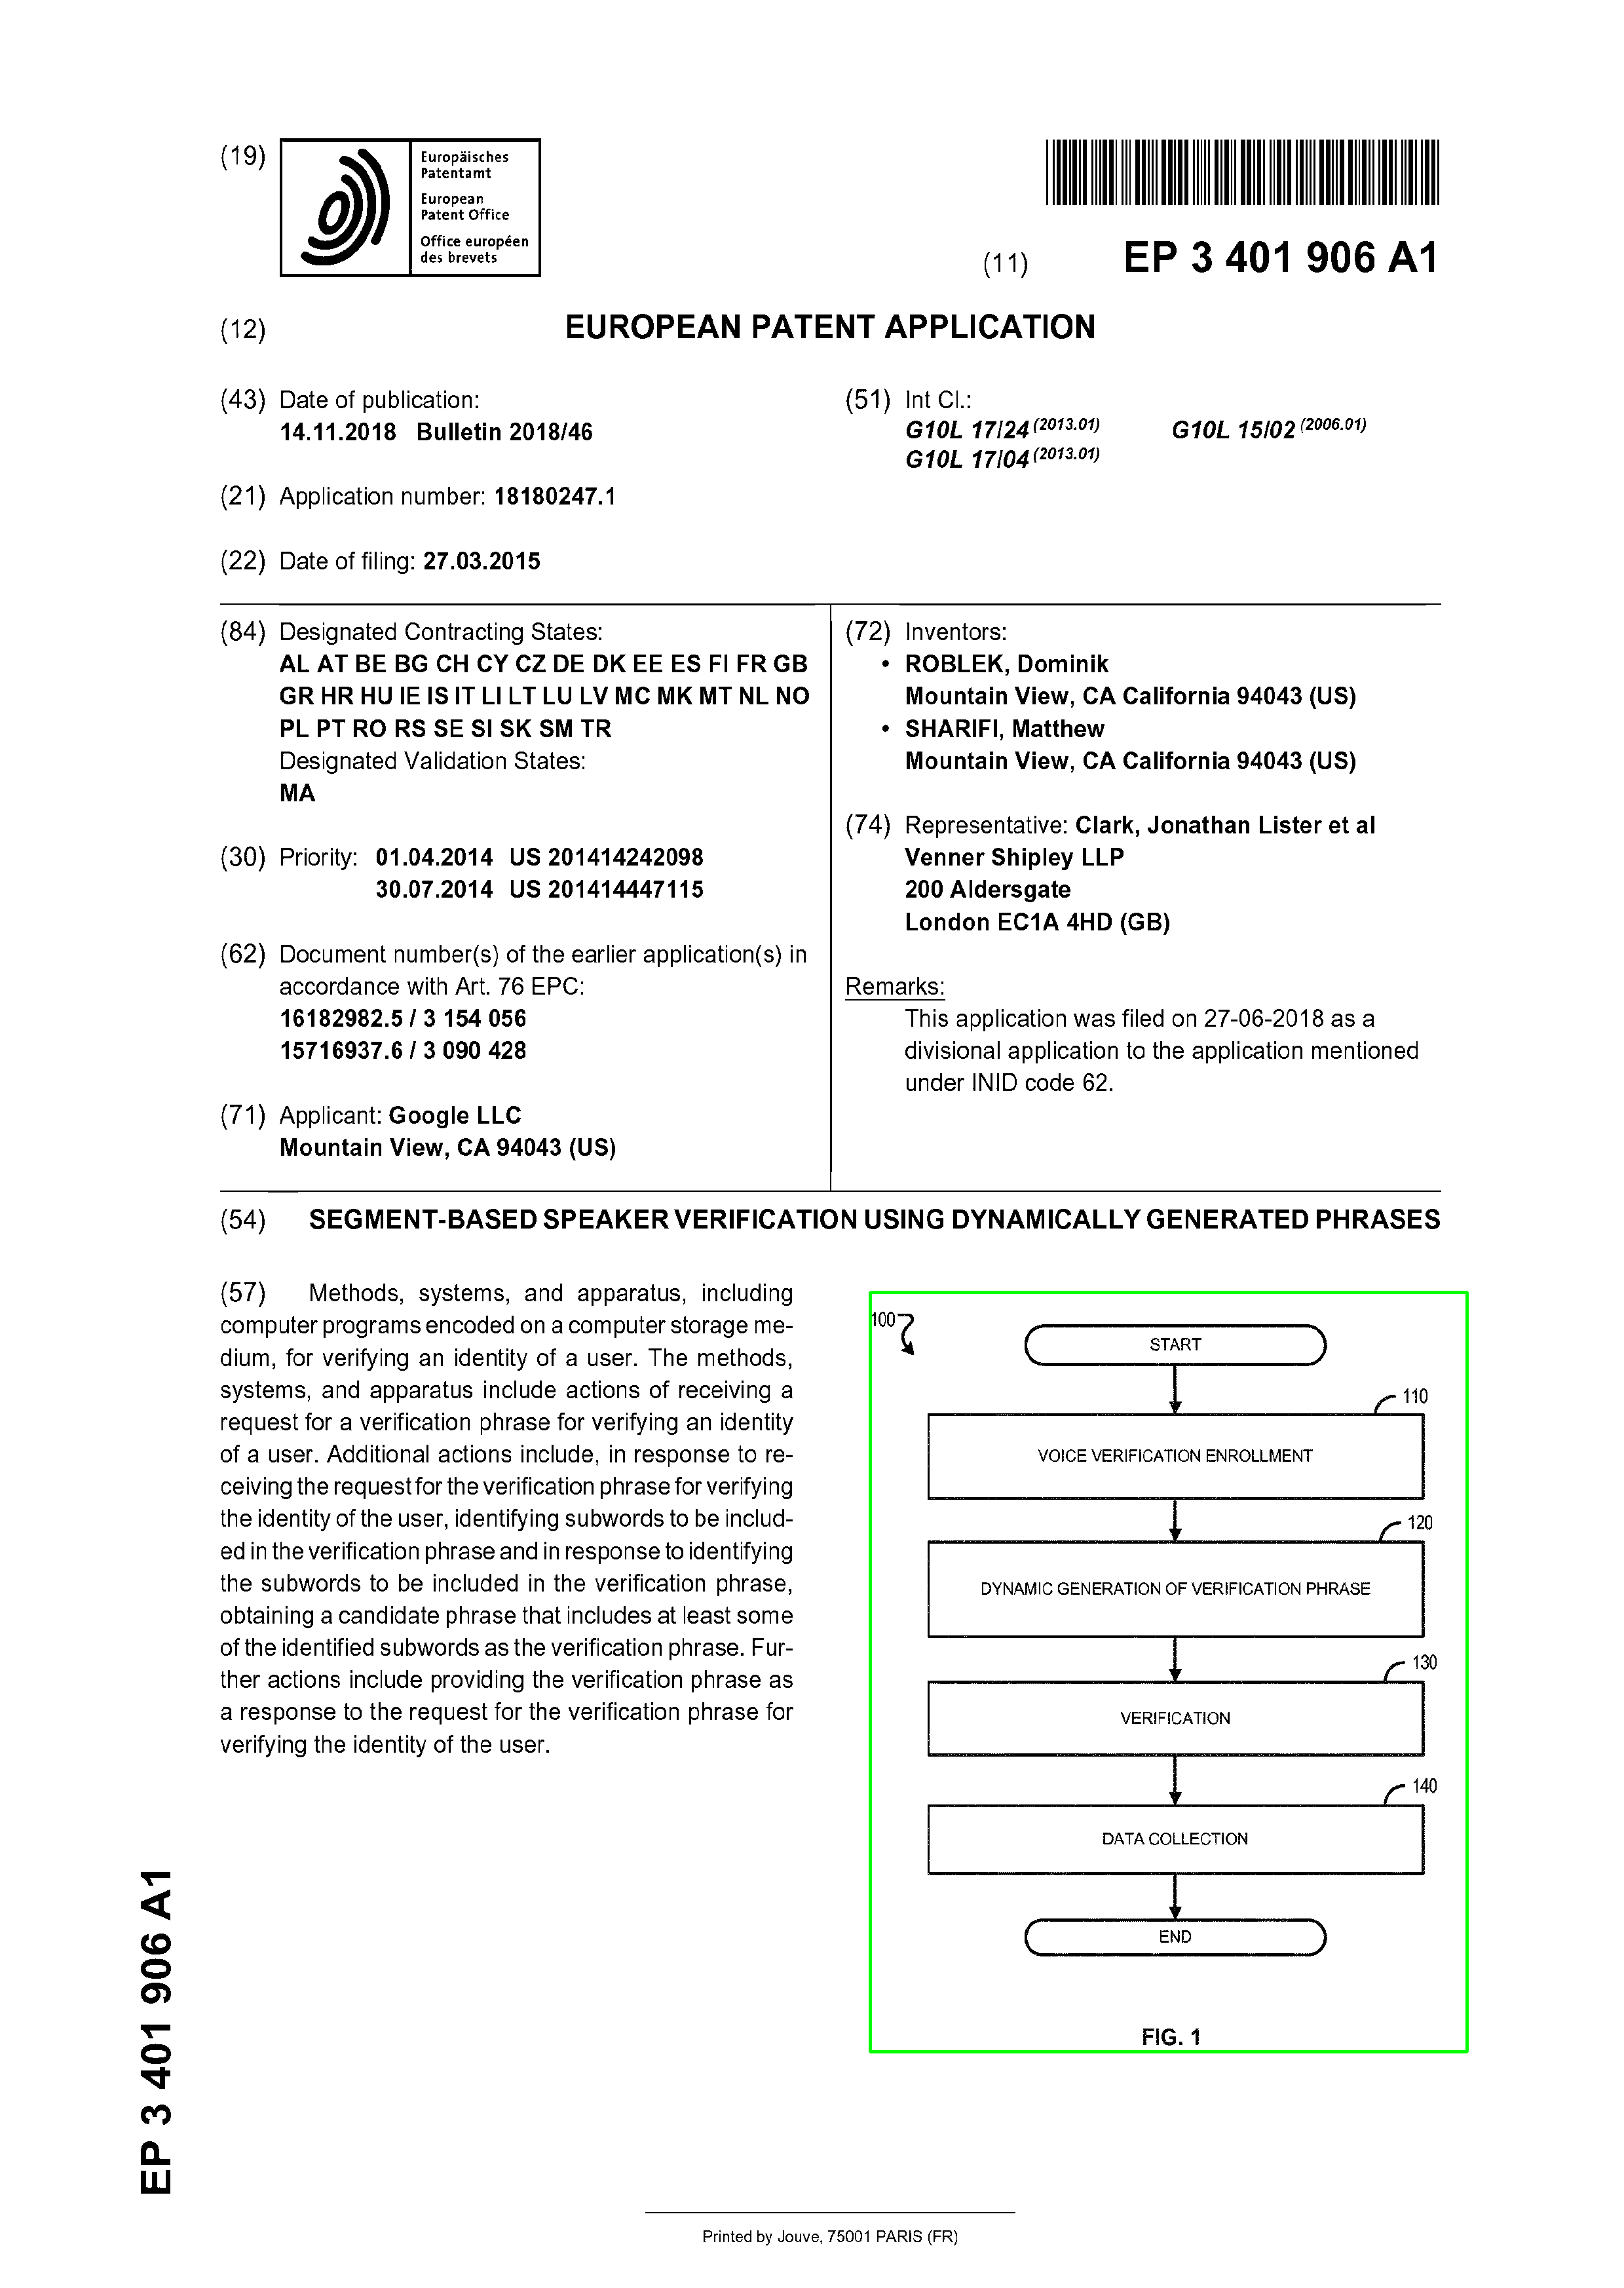 (19)
Europäisches
Patentamt
European
Patent Office
Office européen
des brevets
(11) EP 3 401 906 A1
(12) EUROPEAN PATENT APPLICATION
(43) Date of publication:
14.11.2018 Bulletin 2018/46
(21) Application number: 18180247.1
(22) Date of filing: 27.03.2015
(51) Int Cl.:
G10L 17/24 (2013.01) G10L 15/02 (2006.01)
G10L 17/04 (2013.01)
(84) Designated Contracting States:
AL AT BE BG CH CY CZ DE DK EE ES FI FR GB
GR HR HU IE IS IT LI LT LU LV MC MK MT NL NO
PL PT RO RS SE SI SK SM TR
Designated Validation States:
MA
(30) Priority: 01.04.2014 US 201414242098
30.07.2014 US 201414447115
(62) Document number(s) of the earlier application(s) in
accordance with Art. 76 EPC:
16182982.5 / 3 154 056
15716937.6 / 3 090 428
(71) Applicant: Google LLC
Mountain View, CA 94043 (US)
(72) Inventors:
• ROBLEK, Dominik
Mountain View, CA California 94043 (US)
• SHARIFI, Matthew
Mountain View, CA California 94043 (US)
(74) Representative: Clark, Jonathan Lister et al
Venner Shipley LLP
200 Aldersgate
London EC1A 4HD (GB)
Remarks:
This application was filed on 27-06-2018 as a
divisional application to the application mentioned
under INID code 62.
(54) SEGMENT-BASED SPEAKER VERIFICATION USING DYNAMICALLY GENERATED PHRASES
(57) Methods, systems, and apparatus, including
computer programs encoded on a computer storage me-
dium, for verifying an identity of a user. The methods,
systems, and apparatus include actions of receiving a
request for a verification phrase for verifying an identity
of a user. Additional actions include, in response to re-
ceiving the request for the verification phrase for verifying
the identity of the user, identifying subwords to be includ-
ed in the verification phrase and in response to identifying
the subwords to be included in the verification phrase,
obtaining a candidate phrase that includes at least some
of the identified subwords as the verification phrase. Fur-
ther actions include providing the verification phrase as
a response to the request for the verification phrase for
verifying the identity of the user.
100
START
110
VOICE VERIFICATION ENROLLMENT
120
DYNAMIC GENERATION OF VERIFICATION PHRASE
130
VERIFICATION
140
DATA COLLECTION
END
FIG. 1
EP 3 401 906 A1
Printed by Jouve, 75001 PARIS (FR)